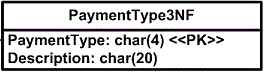 PaymentType3NF
PaymentType: char(4) <<PK>>
Description: char(20)